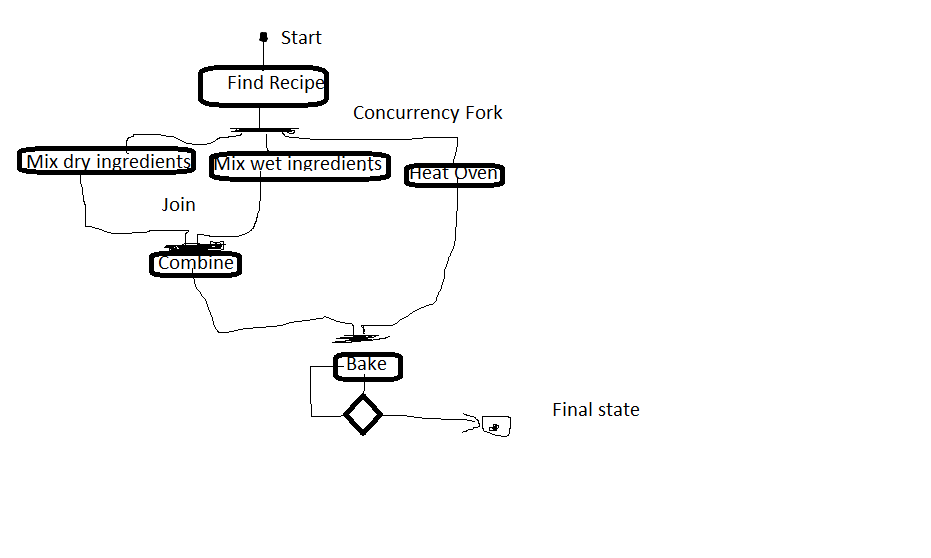 Start
Find Recipe
Concurrency Fork
Mix dry ingredients
Mix wet ingredients
Heat Oven
Join
Combine
Bake
Final state